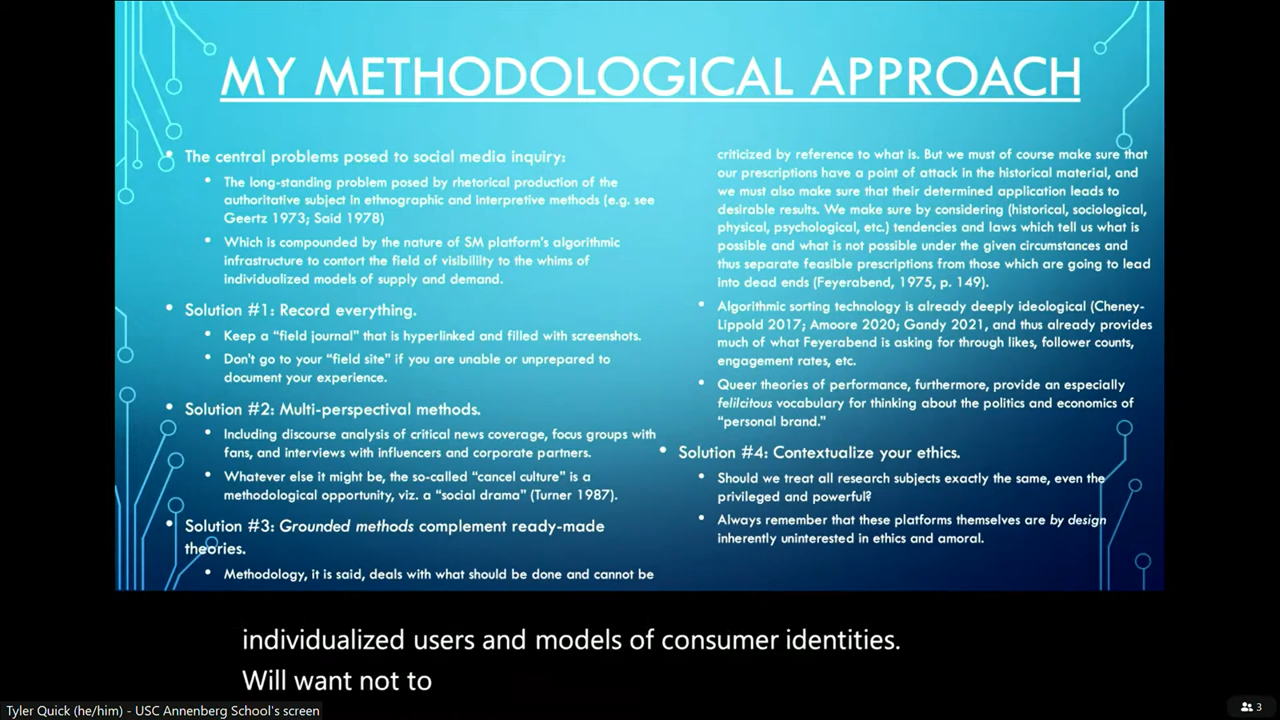 MY METHODOLOGICAL APPROACH
The central problems posed to social media inquiry:
The long-standing problem posed by rhetorical production of the
authoritative subject in ethnographic and interpretive methods (e.g. see
Geertz 1973; Said 1978)
Which is compounded by the nature of SM platform's algorithmic
infrastructure to contort the field of visibility to the whims of
individualized models of supply and demand.
Solution #1: Record everything.
Keep a “field journal” that is hyperlinked and filled with screenshots.
Don't go to your “field site” if you are unable or unprepared to
document your experience.
Solution #2: Multi-perspectival methods.
Including discourse analysis of critical news coverage, focus groups with
fans, and interviews with influencers and corporate partners.
Whatever else it might be, the so-called “cancel culture” is a
methodological opportunity, viz. a “social drama” (Turner 1987).
Solution #3: Grounded methods complement ready-made
theories.
Methodology, it is said, deals with what should be done and cannot be
criticized by reference to what is. But we must of course make sure that
our prescriptions have a point of attack in the historical material, and
we must also make sure that their determined application leads to
desirable results. We make sure by considering (historical, sociological,
physical, psychological, etc.) tendencies and laws which tell us what is
possible and what is not possible under the given circumstances and
thus separate feasible prescriptions from those which are going to lead
into dead ends (Feyerabend, 1975, p. 149).
Algorithmic sorting technology is already deeply ideological (Cheney-
Lippold 2017; Amoore 2020; Gandy 2021, and thus already provides
much of what Feyerabend is asking for through likes, follower counts,
engagement rates, etc.
Queer theories of performance, furthermore, provide an especially
felilcitous vocabulary for thinking about the politics and economics of
“personal brand.”
Solution #4: Contextualize your ethics.
Should we treat all research subjects exactly the same, even the
privileged and powerful?
Always remember that these platforms themselves are by design
inherently uninterested in ethics and amoral.
individualized users and models of consumer identities.
Will want not to
Tyler Quick (he/him) - USC Annenberg School's screen
3